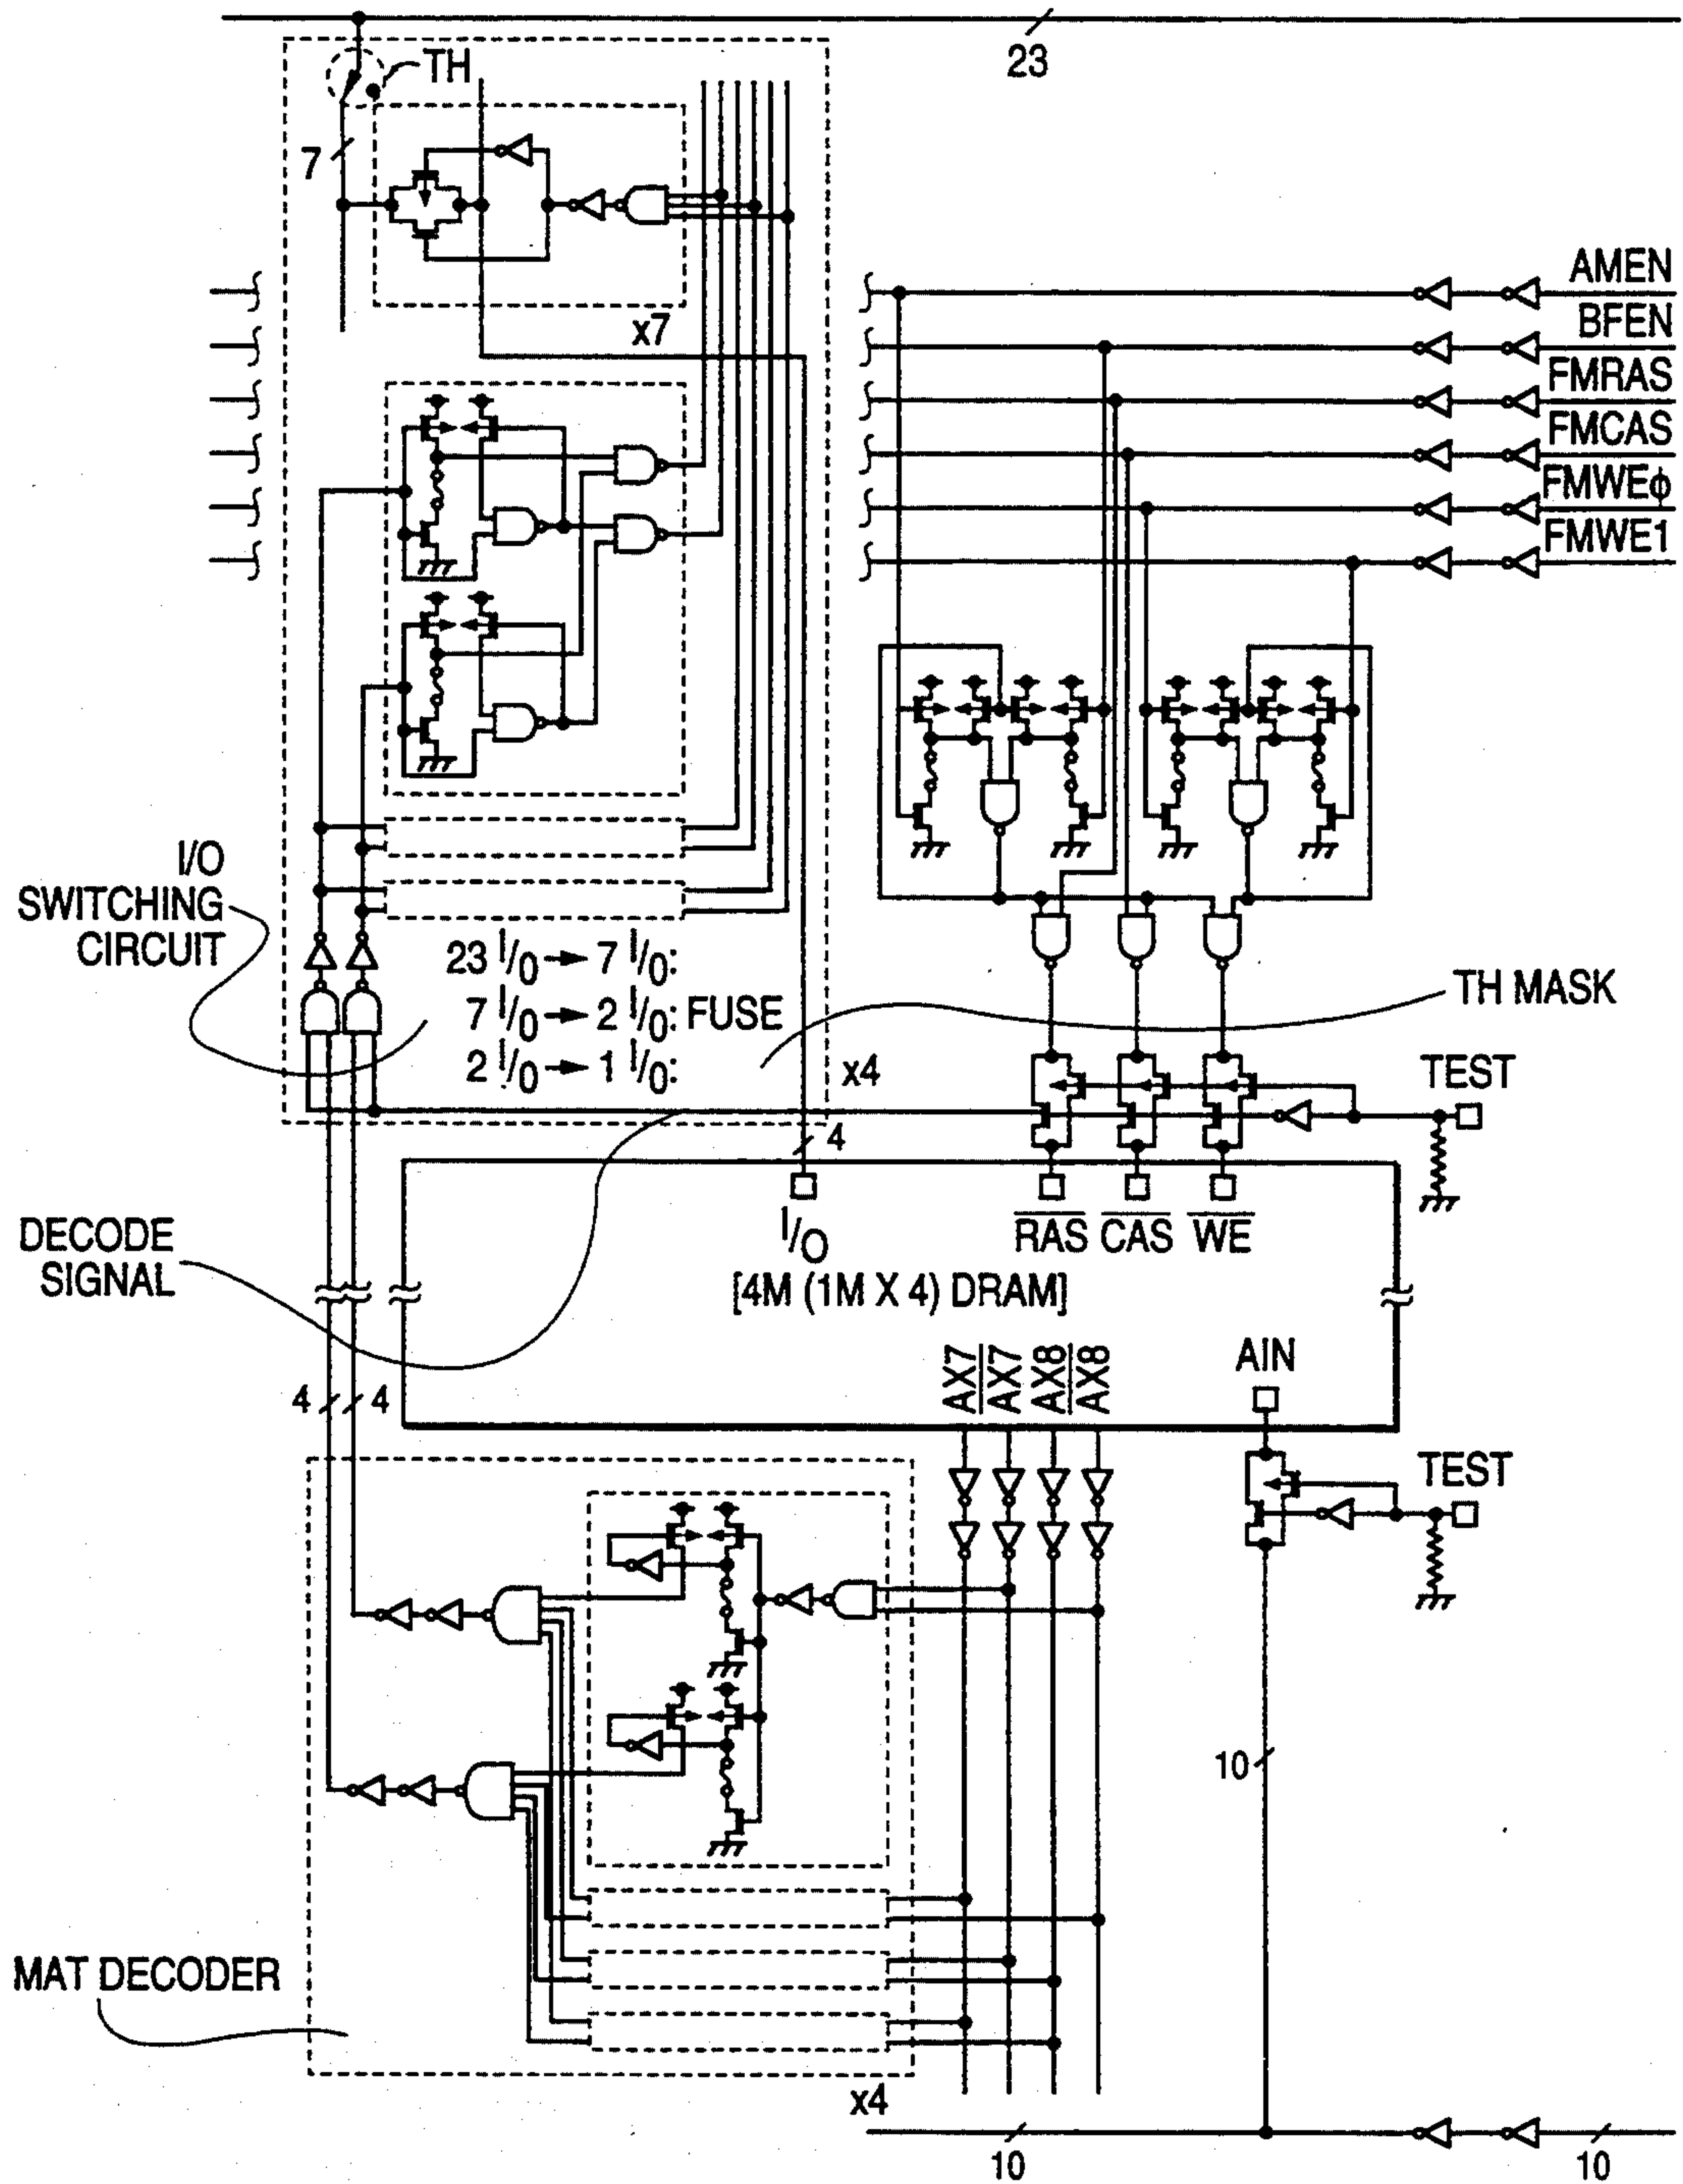 23
TH
7
AMEN
x7
BFEN
FMRAS
FMCAS
FMWEϕ
FMWE1
I/O
SWITCHING
CIRCUIT
23 I/O→7 I/O:
7 I/O→2 I/O: FUSE
2 I/O→1 I/O:
TH MASK
x4
TEST
4
I/O
RAS CAS WE
DECODE
SIGNAL
[4M (1M X 4) DRAM]
AX7
AX7
AX8
AX8
AIN
4
4
TEST
10
MAT DECODER
x4
10
10